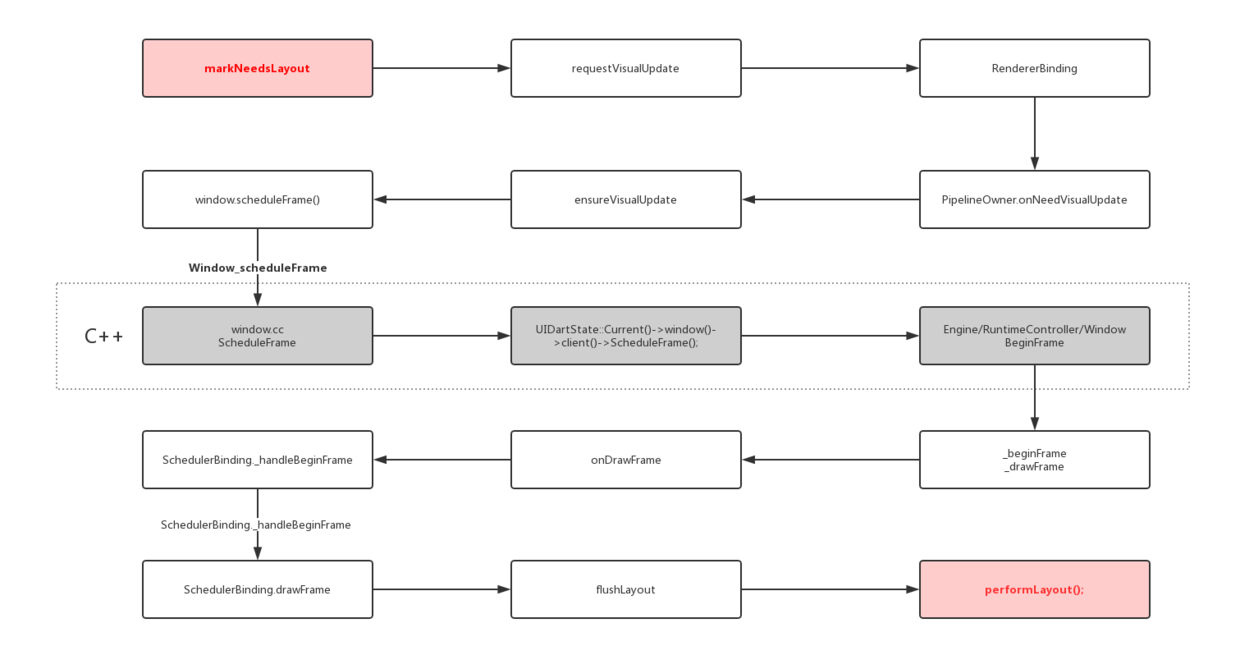 markNeedsLayout
requestVisualUpdate
RendererBinding
window.scheduleFrame()
ensureVisualUpdate
PipelineOwner.onNeedVisualUpdate
Window_scheduleFrame
C++
window.cc
ScheduleFrame
UIDartState::Current()->window()-
>client()->ScheduleFrame();
Engine/RuntimeController/Window
BeginFrame
SchedulerBinding._handleBeginFrame
onDrawFrame
_beginFrame
_drawFrame
SchedulerBinding._handleBeginFrame
SchedulerBinding.drawFrame
flushLayout
performLayout();